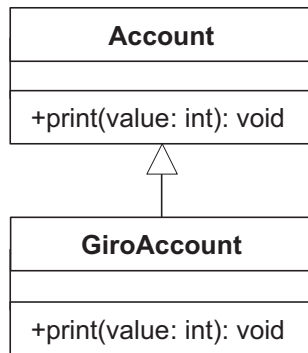 Account
+print(value: int): void
GiroAccount
+print(value: int): void